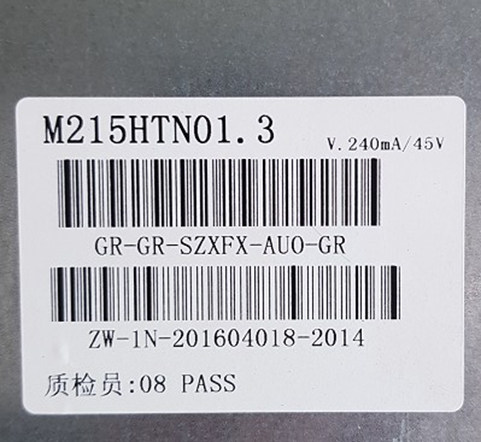 M215HTN01.3
V.240mA/45V
GR-GR-SZXFX-AUO-GR
ZW-1N-201604018-2014
质检员:08 PASS